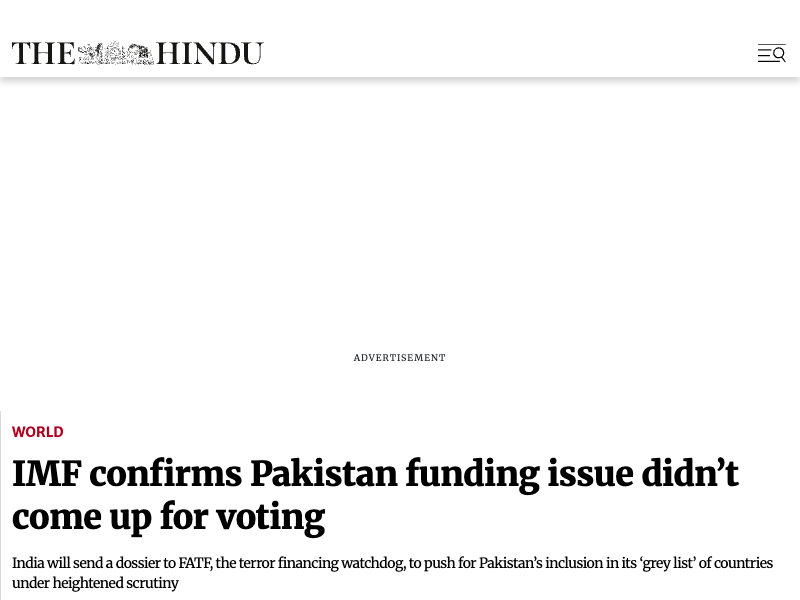 THE HINDU
ADVERTISEMENT
WORLD
IMF confirms Pakistan funding issue didn’t
come up for voting
India will send a dossier to FATF, the terror financing watchdog, to push for Pakistan’s inclusion in its ‘grey list’ of countries
under heightened scrutiny